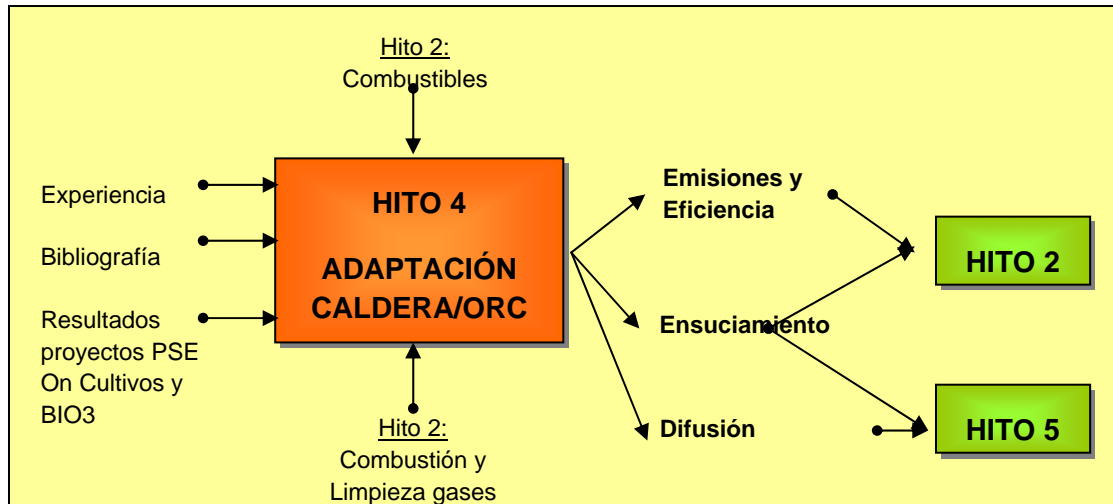 Hito 2:
Combustibles
Experiencia
Bibliografía
Resultados
proyectos PSE
On Cultivos y
BIO3
HITO 4
ADAPTACIÓN
CALDERA/ORC
Hito 2:
Combustión y
Limpieza gases
Emisiones y
Eficiencia
Ensuciamiento
Difusión
HITO 2
HITO 5